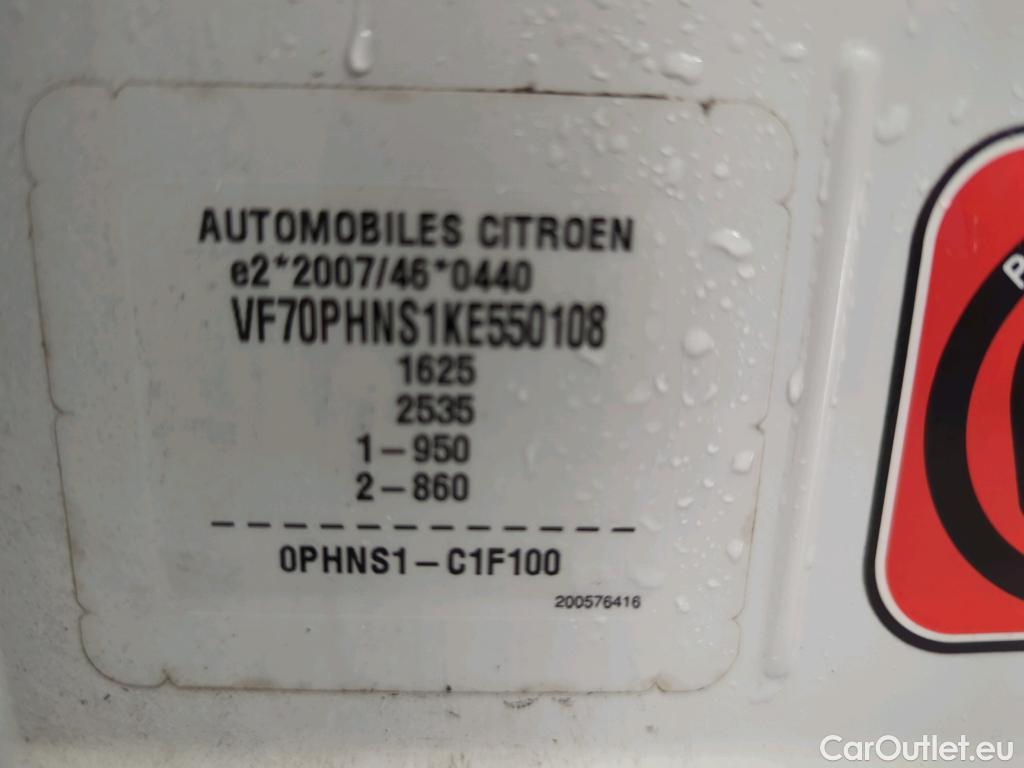 AUTOMOBILES CITROEN
e2*2007/46*0440
VF70PHNS1KE550108
1625
2535
1-950
2-860
------------
0PHNS1-C1F100
200576416
CarOutlet.eu